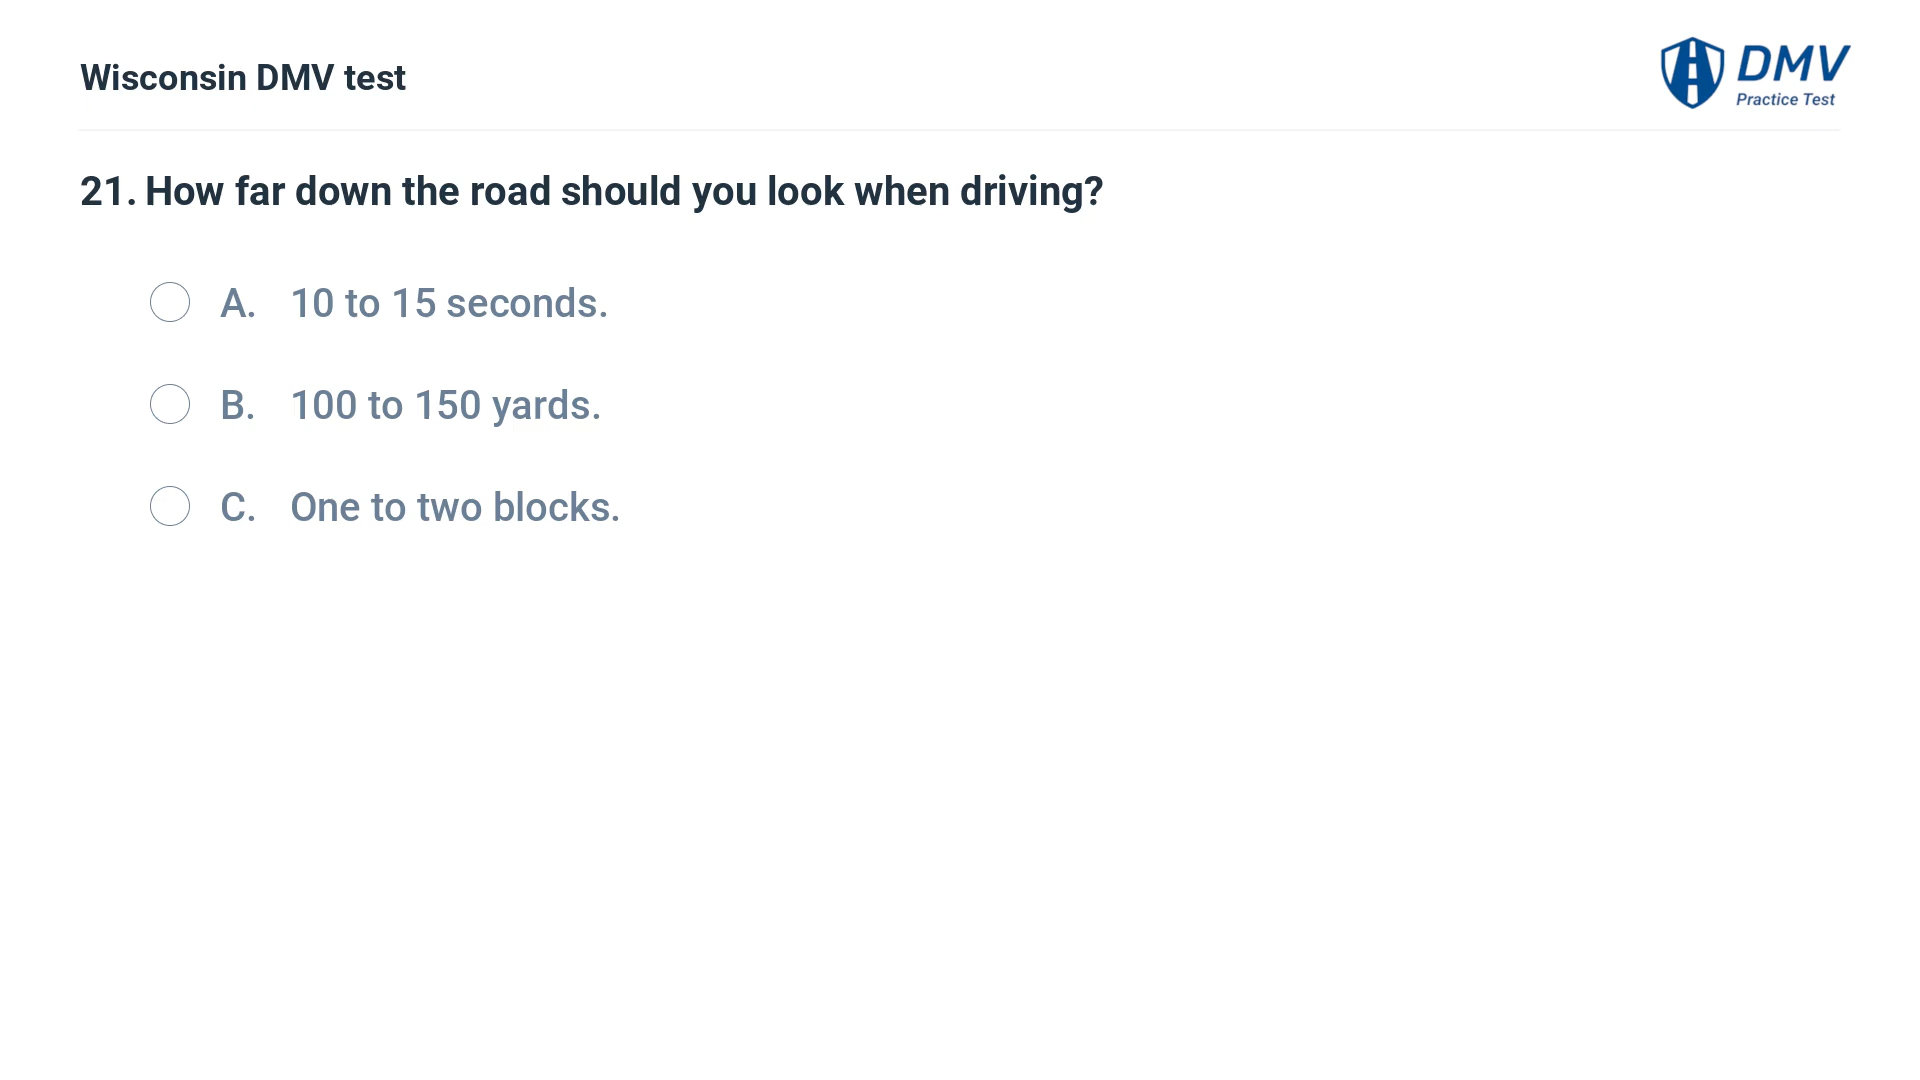 Wisconsin DMV test
DMV
Practice Test
21. How far down the road should you look when driving?
A. 10 to 15 seconds.
B. 100 to 150 yards.
C. One to two blocks.